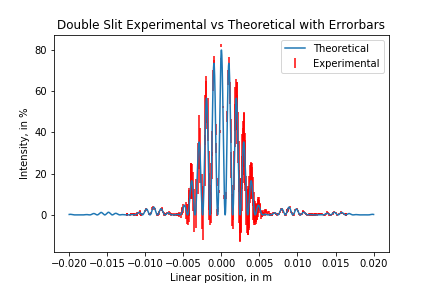 Double Slit Experimental vs Theoretical with Errorbars
Theoretical
Experimental
Intensity, in %
80
60
40
20
0
−0.020 −0.015 −0.010 −0.005 0.000 0.005 0.010 0.015 0.020
Linear position, in m